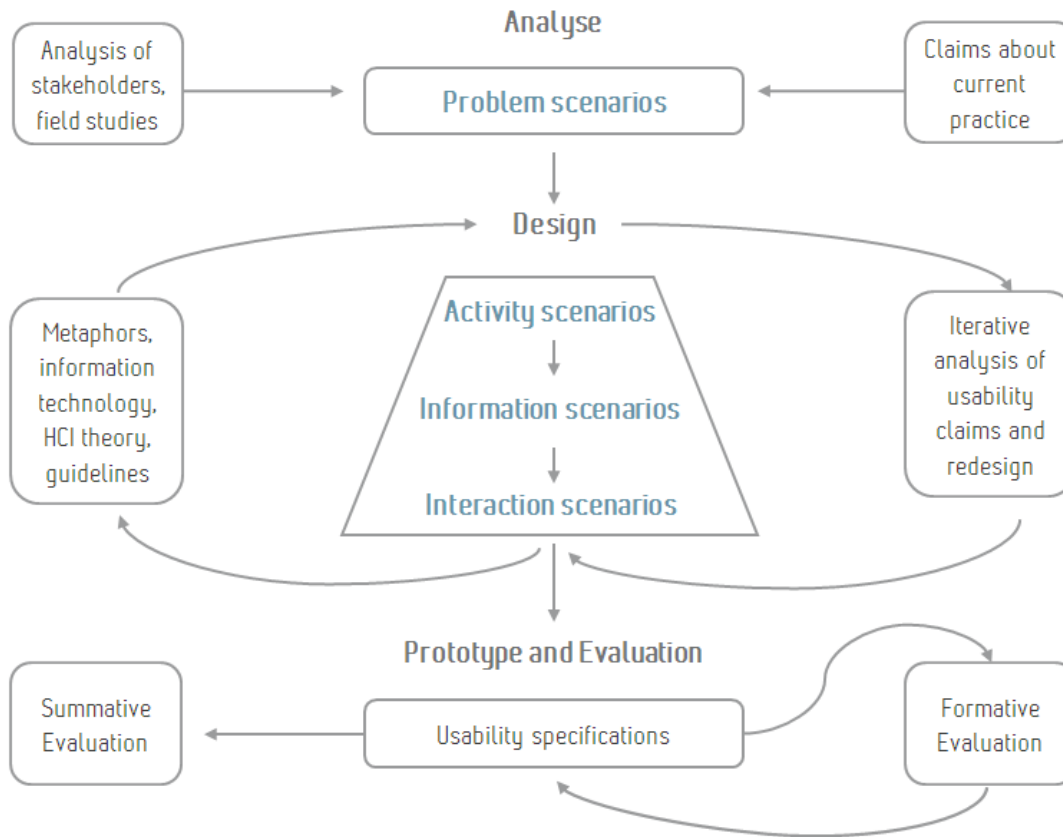 Analyse
Analysis of
stakeholders,
field studies
Problem scenarios
Claims about
current
practice
Design
Metaphors,
information
technology,
HCI theory,
guidelines
Activity scenarios
Information scenarios
Interaction scenarios
Iterative
analysis of
usability
claims and
redesign
Prototype and Evaluation
Summative
Evaluation
Usability specifications
Formative
Evaluation